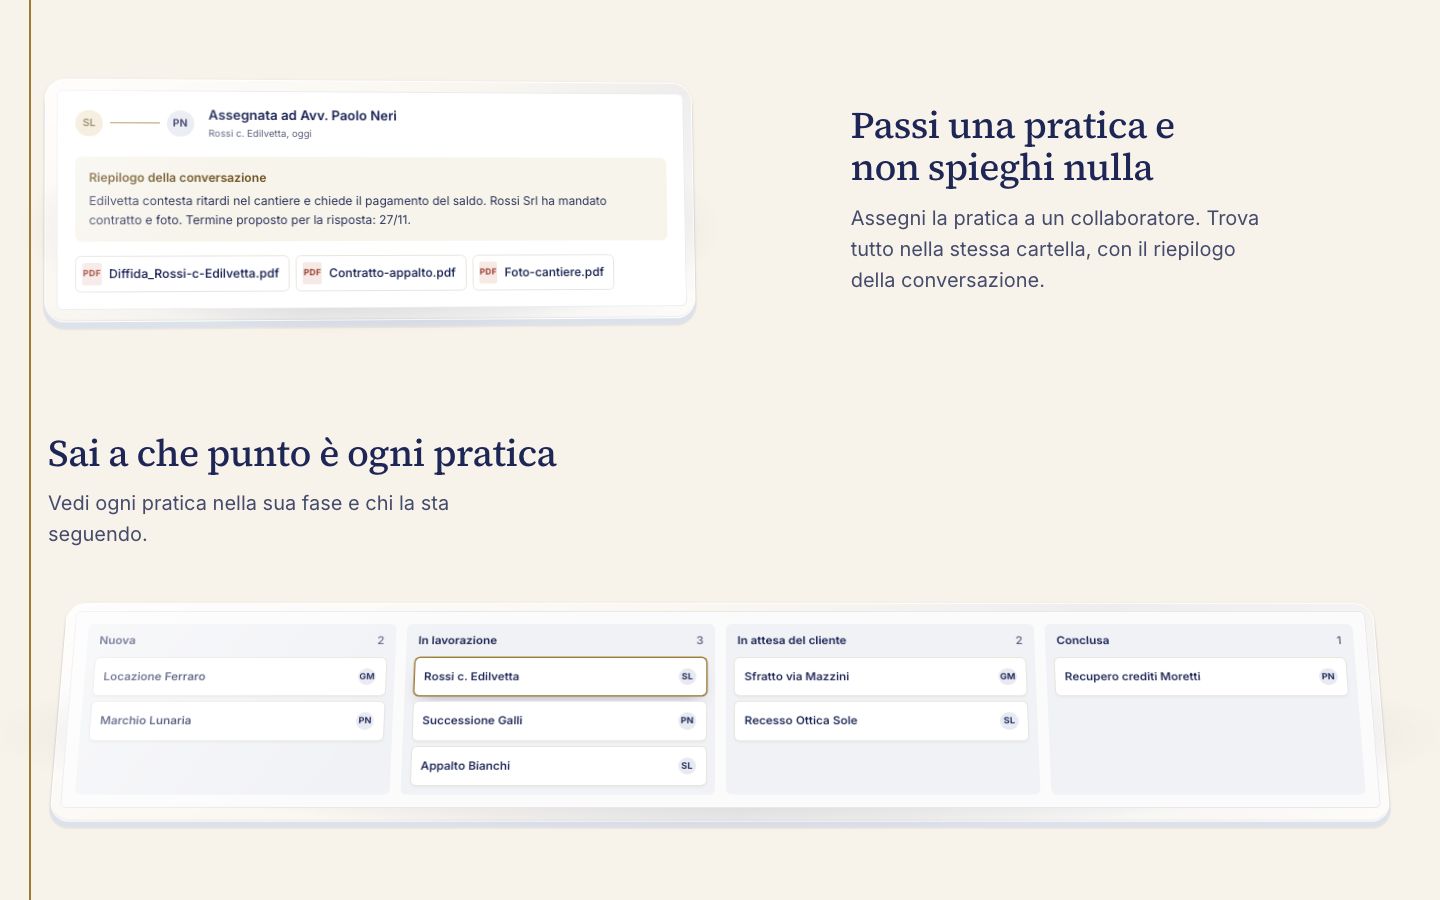 SL
PN
Assegnata ad Avv. Paolo Neri
Rossi c. Edilvetta, oggi
Riepilogo della conversazione
Edilvetta contesta ritardi nel cantiere e chiede il pagamento del saldo. Rossi Srl ha mandato
contratto e foto. Termine proposto per la risposta: 27/11.
PDF Diffida_Rossi-c-Edilvetta.pdf
PDF Contratto-appalto.pdf
PDF Foto-cantiere.pdf
Passi una pratica e
non spieghi nulla
Assegni la pratica a un collaboratore. Trova
tutto nella stessa cartella, con il riepilogo
della conversazione.
Sai a che punto è ogni pratica
Vedi ogni pratica nella sua fase e chi la sta
seguendo.
Nuova 2
Locazione Ferraro GM
Marchio Lunaria PN
In lavorazione 3
Rossi c. Edilvetta SL
Successione Galli PN
Appalto Bianchi SL
In attesa del cliente 2
Sfratto via Mazzini GM
Recesso Ottica Sole SL
Conclusa 1
Recupero crediti Moretti PN